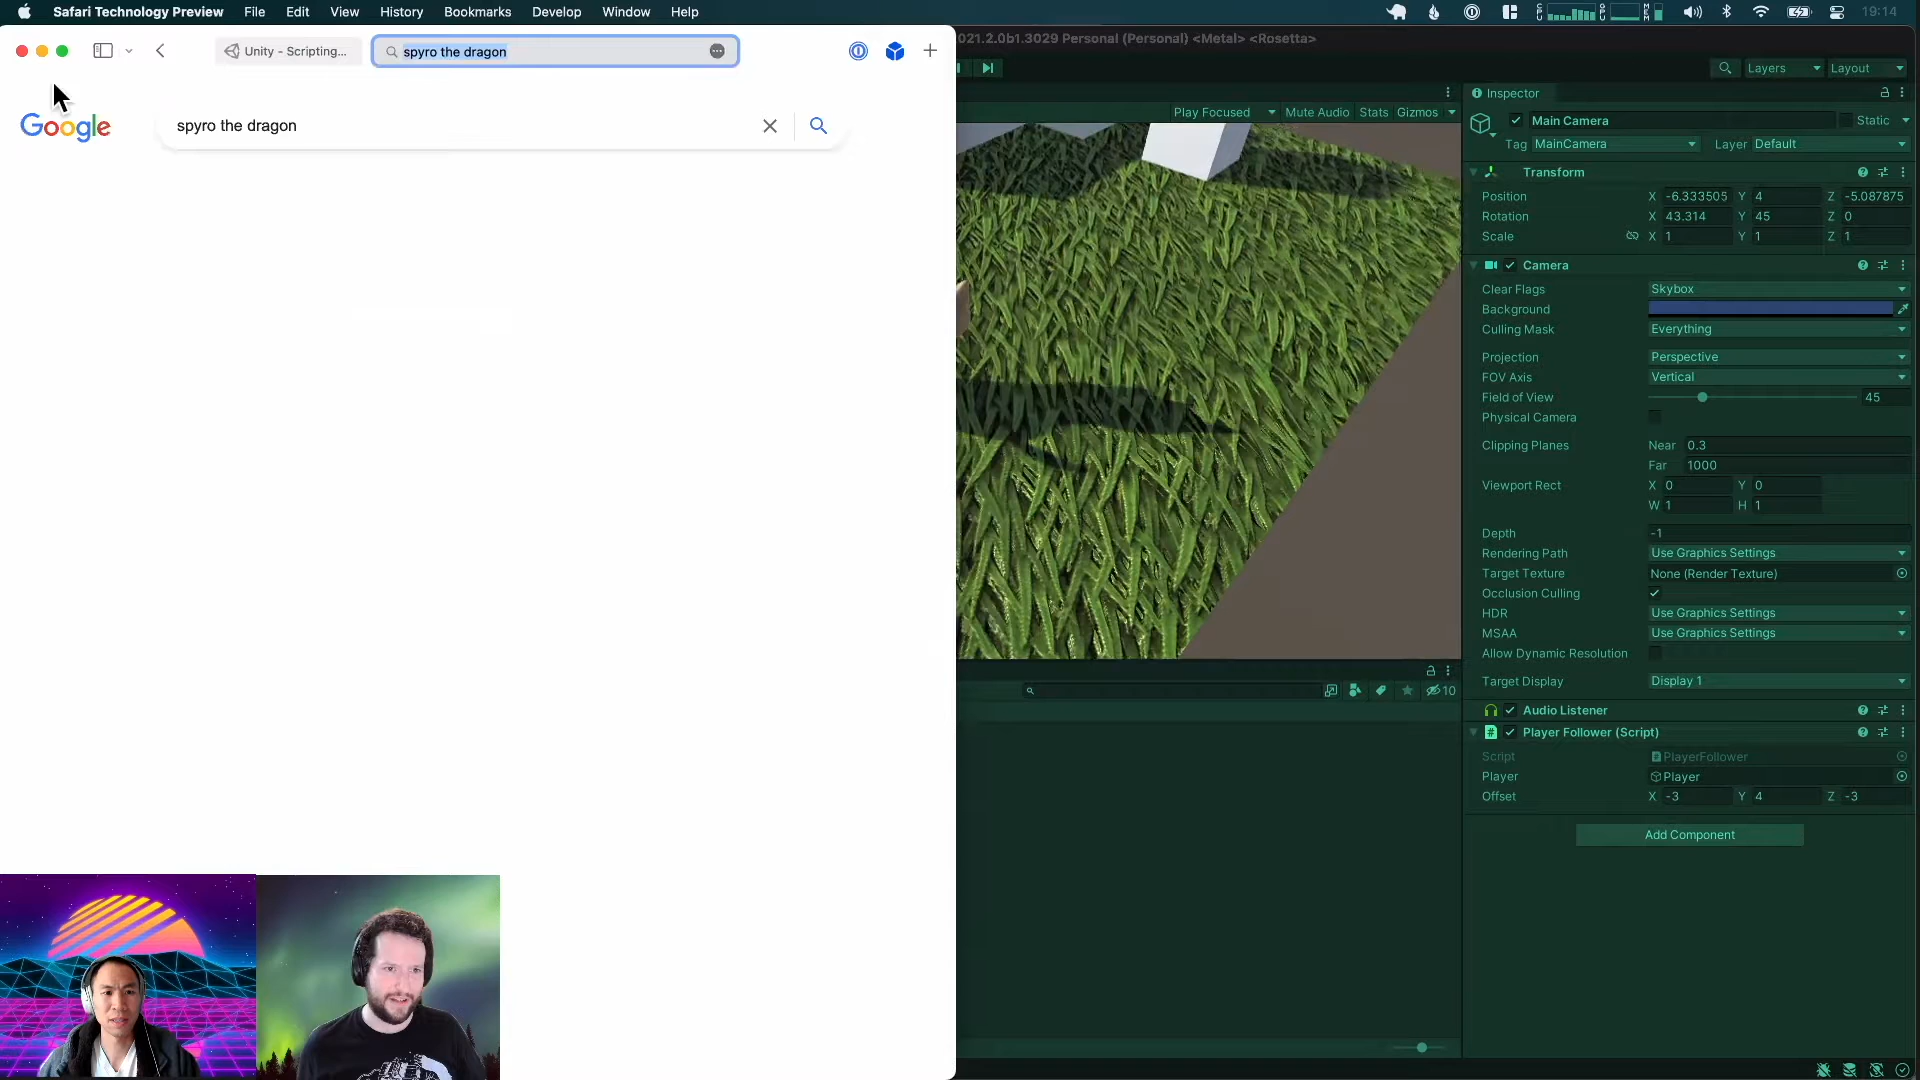 Safari Technology Preview File Edit View History Bookmarks Develop Window Help 19:14
Unity - Scripting... spyro the dragon
Google spyro the dragon
021.2.0b1.3029 Personal (Personal) <Metal> <Rosetta>
Layers Layout
Play Focused Mute Audio Stats Gizmos
10
Inspector
Main Camera Static
Tag MainCamera Layer Default
Transform
Position X -6.333505 Y 4 Z -5.087875
Rotation X 43.314 Y 45 Z 0
Scale X 1 Y 1 Z 1
Camera
Clear Flags Skybox
Background
Culling Mask Everything
Projection Perspective
FOV Axis Vertical
Field of View 45
Physical Camera
Clipping Planes Near 0.3
Far 1000
Viewport Rect X 0 Y 0
W 1 H 1
Depth -1
Rendering Path Use Graphics Settings
Target Texture None (Render Texture)
Occlusion Culling
HDR Use Graphics Settings
MSAA Use Graphics Settings
Allow Dynamic Resolution
Target Display Display 1
Audio Listener
Player Follower (Script)
Script PlayerFollower
Player Player
Offset X -3 Y 4 Z -3
Add Component